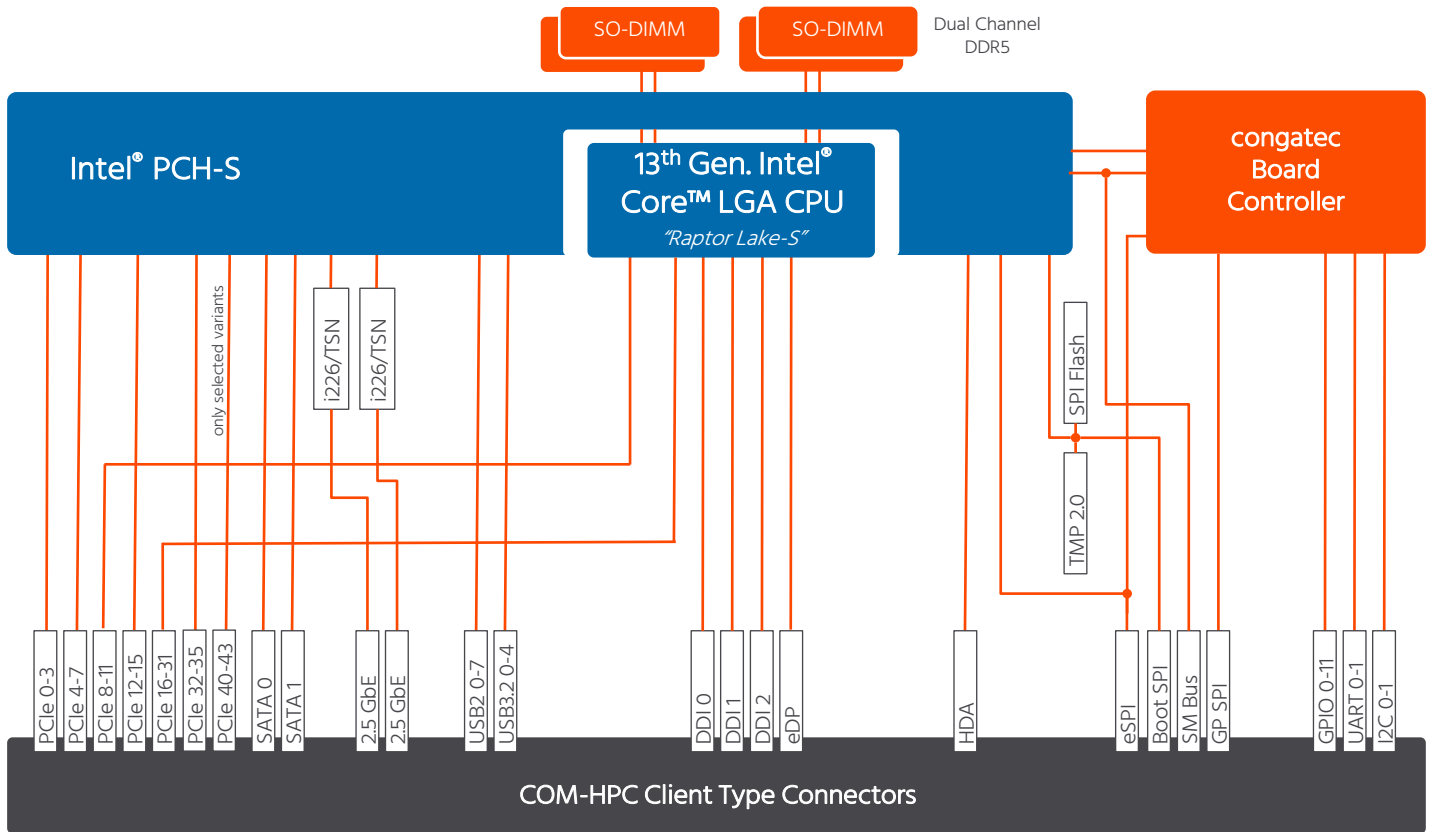 SO-DIMM
SO-DIMM
Dual Channel
DDR5
Intel® PCH-S
13th Gen. Intel®
Core™ LGA CPU
“Raptor Lake-S”
congatec
Board
Controller
only selected variants
i226/TSN
i226/TSN
SPI Flash
TMP 2.0
PCIe 0-3
PCIe 4-7
PCIe 8-11
PCIe 12-15
PCIe 16-31
PCIe 32-35
PCIe 40-43
SATA 0
SATA 1
2.5 GbE
2.5 GbE
USB2 0-7
USB3.2 0-4
DDI 0
DDI 1
DDI 2
eDP
HDA
eSPI
Boot SPI
SM Bus
GP SPI
GPIO 0-11
UART 0-1
I2C 0-1
COM-HPC Client Type Connectors